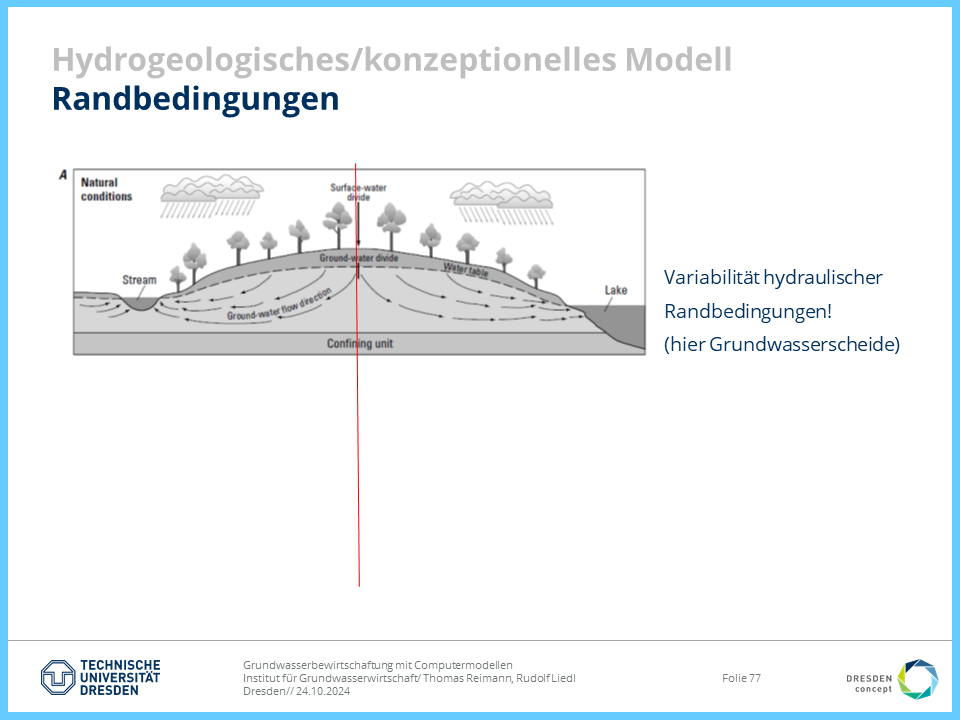 Hydrogeologisches/konzeptionelles Modell
Randbedingungen
A
Natural
conditions
Surface-water
divide
Ground-water divide
Water table
Stream
Lake
Ground-water flow direction
Confining unit
Variabilität hydraulischer
Randbedingungen!
(hier Grundwasserscheide)
TECHNISCHE
UNIVERSITÄT
DRESDEN
Grundwasserbewirtschaftung mit Computermodellen
Institut für Grundwasserwirtschaft/ Thomas Reimann, Rudolf Liedl
Dresden// 24.10.2024
Folie 77
DRESDEN
concept